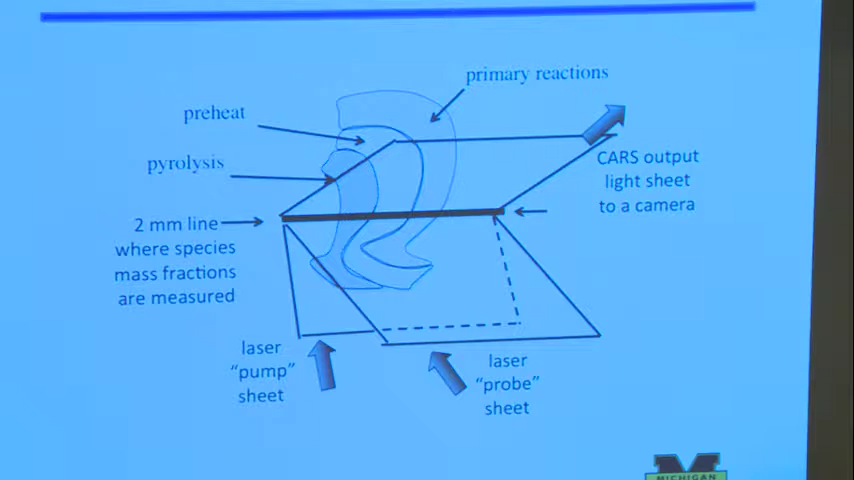 primary reactions
preheat
pyrolysis
CARS output
light sheet
to a camera
2 mm line
where species
mass fractions
are measured
laser
"pump"
sheet
laser
"probe"
sheet
MICHIGAN